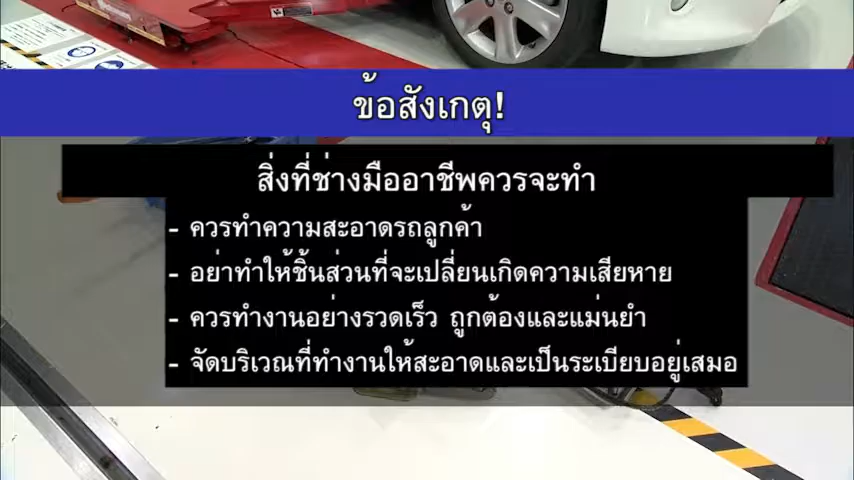 ข้อสังเกตุ!
สิ่งที่ช่างมืออาชีพควรจะทำ
- ควรทำความสะอาดรถลูกค้า
- อย่าทำให้ชิ้นส่วนที่จะเปลี่ยนเกิดความเสียหาย
- ควรทำงานอย่างรวดเร็ว ถูกต้องและแม่นยำ
- จัดบริเวณที่ทำงานให้สะอาดและเป็นระเบียบอยู่เสมอ